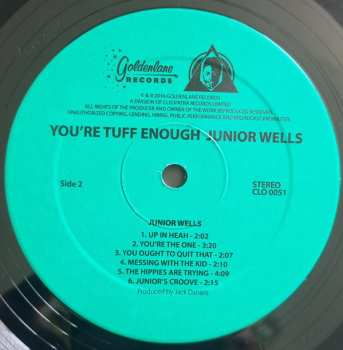 Goldenlane
RECORDS
℗ & © 2014 GOLDENLANE RECORDS
A DIVISION OF CLEOPATRA RECORDS LIMITED
ALL RIGHTS OF THE PRODUCER AND OWNER OF THE WORK REPRODUCED RESERVED.
UNAUTHORIZED COPYING, LENDING, HIRING, PUBLIC PERFORMANCE AND BROADCAST PROHIBITED.
YOU'RE TUFF ENOUGH JUNIOR WELLS
Side 2
STEREO
CLO 0051
JUNIOR WELLS
1. UP IN HEAH - 2:02
2. YOU'RE THE ONE - 3:20
3. YOU OUGHT TO QUIT THAT - 2:07
4. MESSING WITH THE KID - 2:10
5. THE HIPPIES ARE TRYING - 4:09
6. JUNIOR'S GROOVE - 2:15
Produced by Jack Daniels